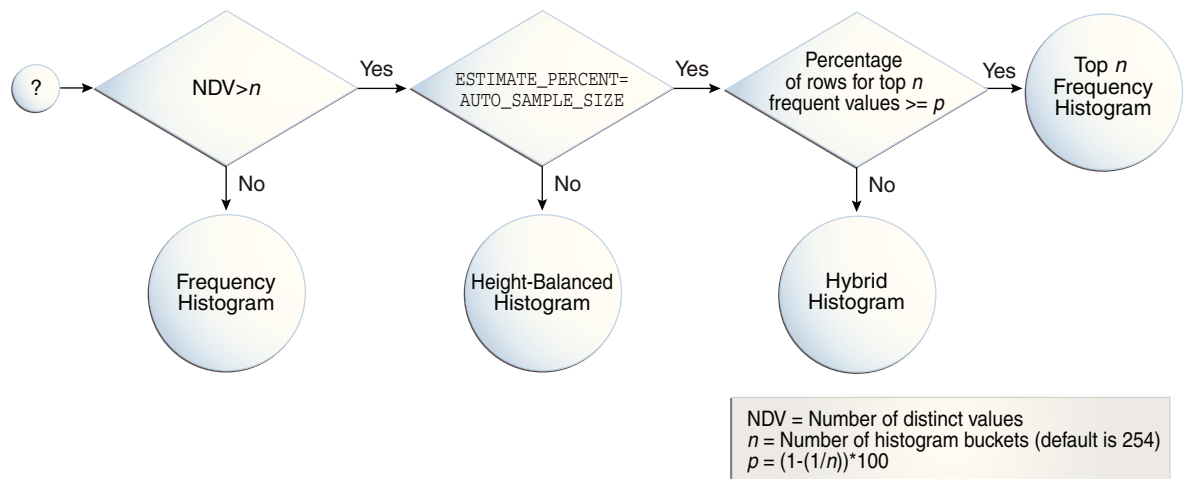 ?
NDV>n
Yes
ESTIMATE_PERCENT=
AUTO_SAMPLE_SIZE
Yes
Percentage
of rows for top n
frequent values >= p
Yes
Top n
Frequency
Histogram
No
No
No
Frequency
Histogram
Height-Balanced
Histogram
Hybrid
Histogram
NDV = Number of distinct values
n = Number of histogram buckets (default is 254)
p = (1-(1/n))*100